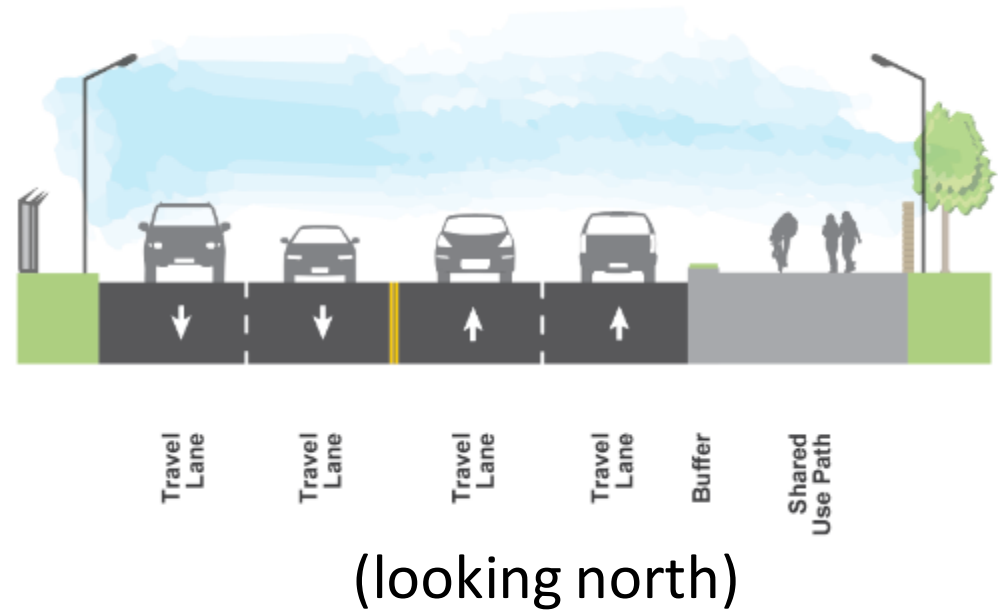 Travel
Lane
Travel
Lane
Travel
Lane
Travel
Lane
Buffer
Shared
Use Path
(looking north)